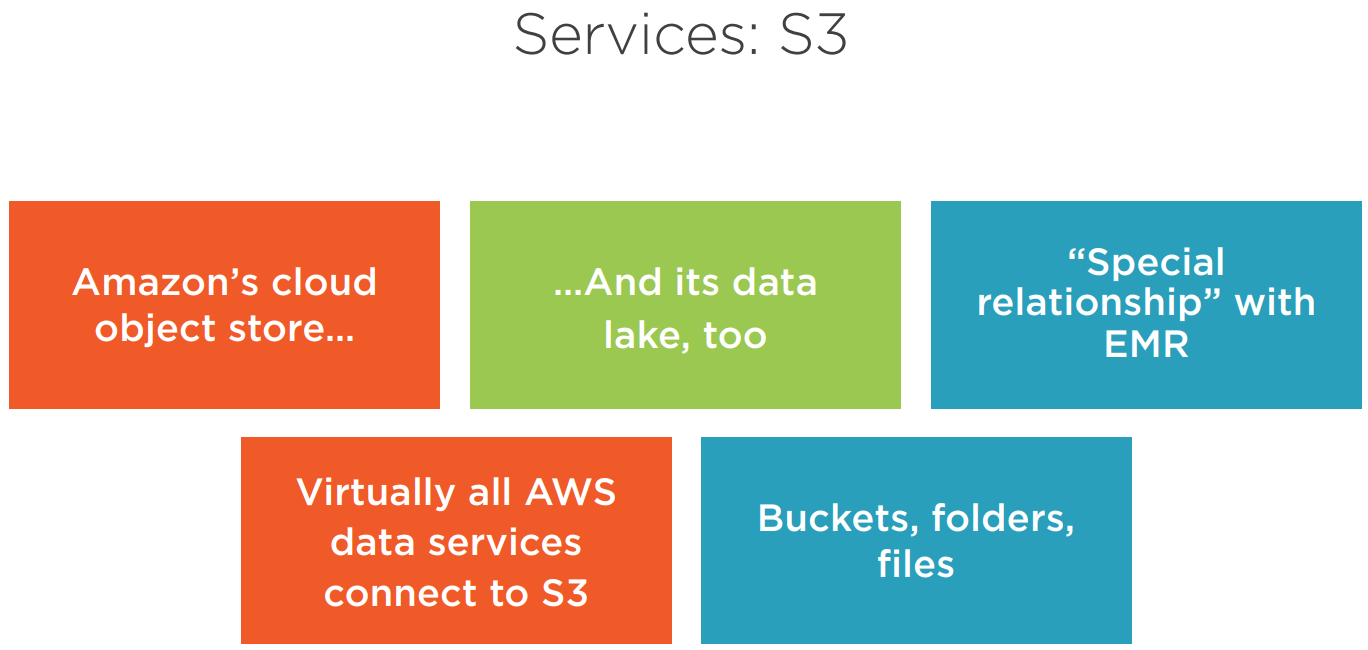 Services: S3
Amazon’s cloud
object store...
...And its data
lake, too
“Special
relationship” with
EMR
Virtually all AWS
data services
connect to S3
Buckets, folders,
files